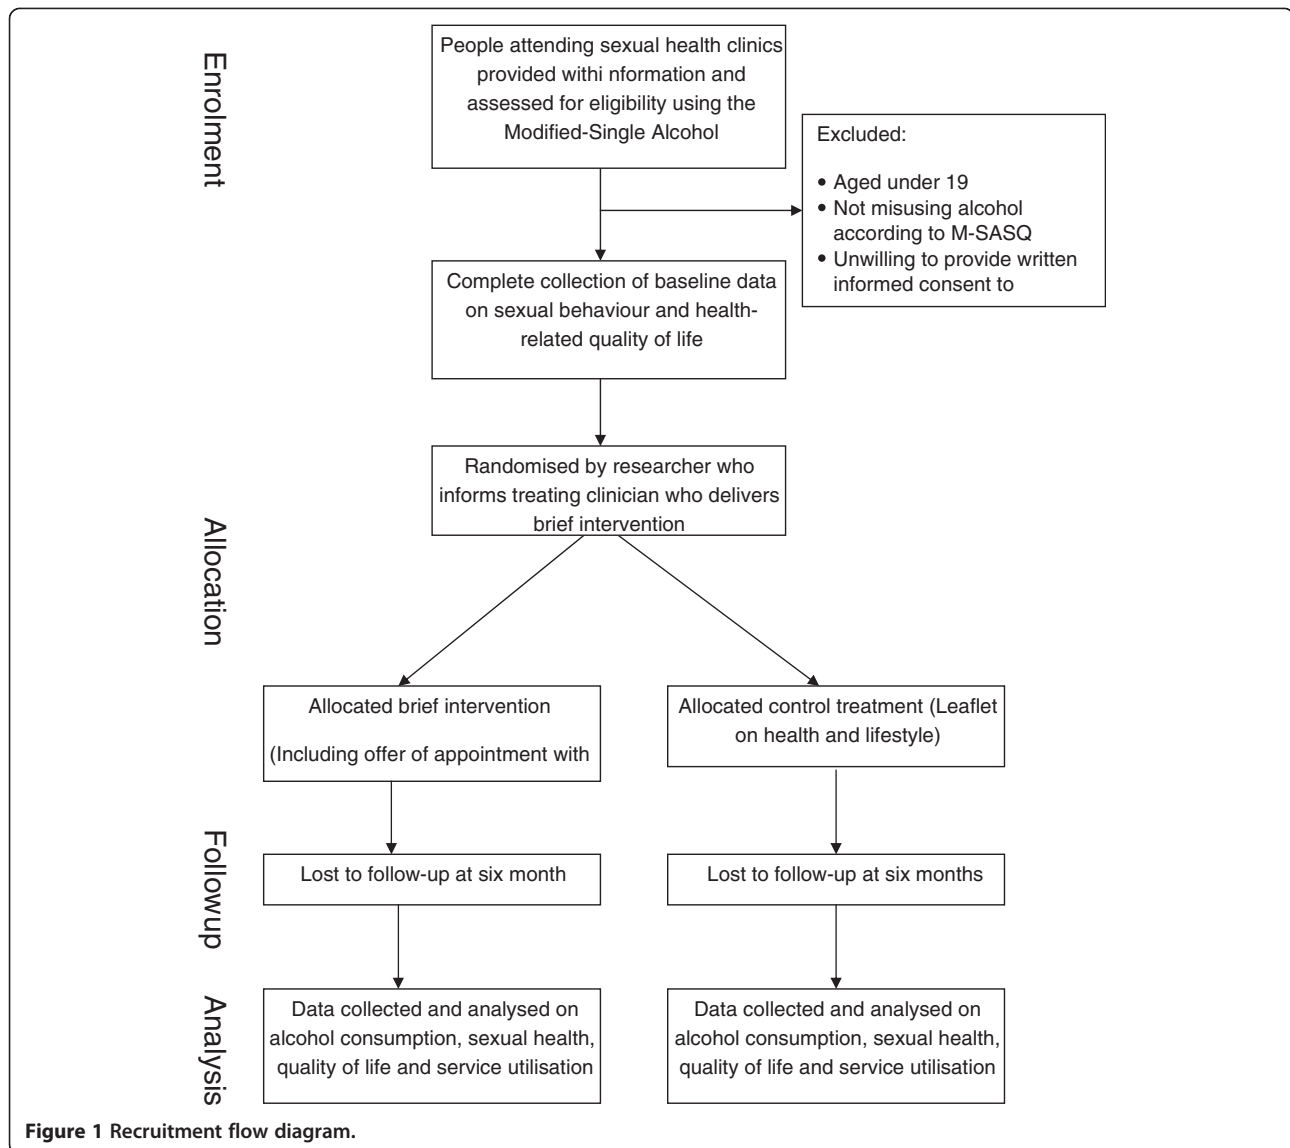 Enrolment
People attending sexual health clinics
provided withi nformation and
assessed for eligibility using the
Modified-Single Alcohol
Excluded:
• Aged under 19
• Not misusing alcohol
according to M-SASQ
• Unwilling to provide written
informed consent to
Complete collection of baseline data
on sexual behaviour and health-
related quality of life
Allocation
Randomised by researcher who
informs treating clinician who delivers
brief intervention
Allocated brief intervention
(Including offer of appointment with
Allocated control treatment (Leaflet
on health and lifestyle)
Followup
Lost to follow-up at six month
Lost to follow-up at six months
Analysis
Data collected and analysed on
alcohol consumption, sexual health,
quality of life and service utilisation
Data collected and analysed on
alcohol consumption, sexual health,
quality of life and service utilisation
Figure 1 Recruitment flow diagram.